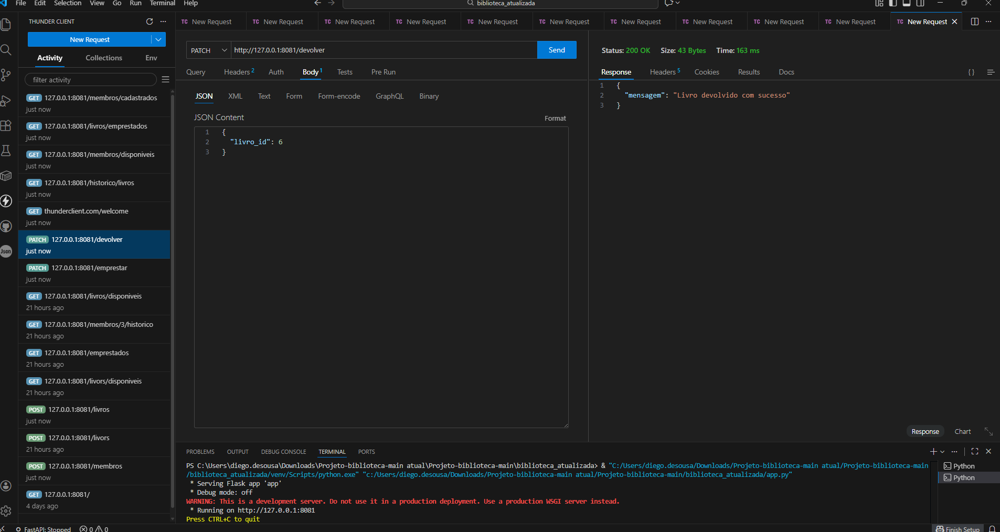 File Edit Selection View Go Run Terminal Help
biblioteca_atualizada
THUNDER CLIENT
New Request
Activity Collections Env
filter activity
GET 127.0.0.1:8081/membros/cadastrados
just now
GET 127.0.0.1:8081/livros/emprestados
just now
GET 127.0.0.1:8081/membros/disponiveis
just now
GET 127.0.0.1:8081/historico/livros
just now
GET thunderclient.com/welcome
just now
PATCH 127.0.0.1:8081/devolver
just now
PATCH 127.0.0.1:8081/emprestar
just now
GET 127.0.0.1:8081/livros/disponiveis
21 hours ago
GET 127.0.0.1:8081/membros/3/historico
21 hours ago
GET 127.0.0.1:8081/emprestados
21 hours ago
GET 127.0.0.1:8081/livors/disponiveis
21 hours ago
POST 127.0.0.1:8081/livros
just now
POST 127.0.0.1:8081/livors
21 hours ago
POST 127.0.0.1:8081/membros
just now
GET 127.0.0.1:8081/
4 days ago
TC New Request TC New Request TC New Request TC New Request TC New Request TC New Request TC New Request TC New Request TC New Request TC New Request TC New Request
PATCH http://127.0.0.1:8081/devolver Send
Query Headers 2 Auth Body 1 Tests Pre Run
JSON XML Text Form Form-encode GraphQL Binary
JSON Content Format
1 {
2 "livro_id": 6
3 }
Status: 200 OK Size: 43 Bytes Time: 163 ms
Response Headers 5 Cookies Results Docs {}
1 {
2 "mensagem": "Livro devolvido com sucesso"
3 }
Response Chart
PROBLEMS OUTPUT DEBUG CONSOLE TERMINAL PORTS
PS C:\Users\diego.desousa\Downloads\Projeto-biblioteca-main atual\Projeto-biblioteca-main\biblioteca_atualizada> & "C:/Users/diego.desousa/Downloads/Projeto-biblioteca-main atual/Projeto-biblioteca-main
/biblioteca_atualizada/venv/Scripts/python.exe" "c:/Users/diego.desousa/Downloads/Projeto-biblioteca-main atual/Projeto-biblioteca-main/biblioteca_atualizada/app.py"
* Serving Flask app 'app'
* Debug mode: off
WARNING: This is a development server. Do not use it in a production deployment. Use a production WSGI server instead.
* Running on http://127.0.0.1:8081
Press CTRL+C to quit
Python
Python
Json
FastAPI: Stopped 0 0
Finish Setup